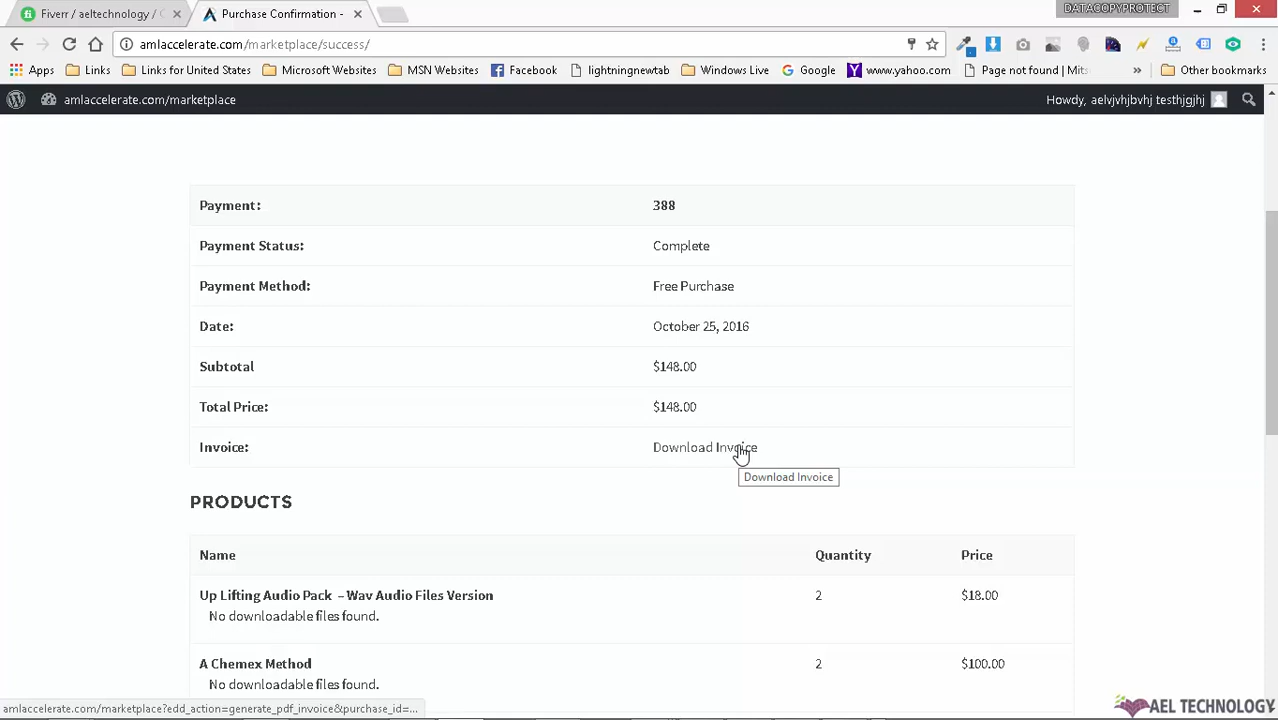 Fiverr / aeltechnology / 
Purchase Confirmation -
DATACOPYPROTECT
amlaccelerate.com/marketplace/success/
Apps Links Links for United States Microsoft Websites MSN Websites Facebook lightningnewtab Windows Live Google www.yahoo.com Page not found | Mits » Other bookmarks
amlaccelerate.com/marketplace
Howdy, aelvjvhjbvhj testhjgjhj
Payment: 388
Payment Status: Complete
Payment Method: Free Purchase
Date: October 25, 2016
Subtotal $148.00
Total Price: $148.00
Invoice: Download Invoice
Download Invoice
PRODUCTS
Name Quantity Price
Up Lifting Audio Pack – Wav Audio Files Version 2 $18.00
No downloadable files found.
A Chemex Method 2 $100.00
No downloadable files found.
amlaccelerate.com/marketplace?edd_action=generate_pdf_invoice&purchase_id=...
AEL TECHNOLOGY